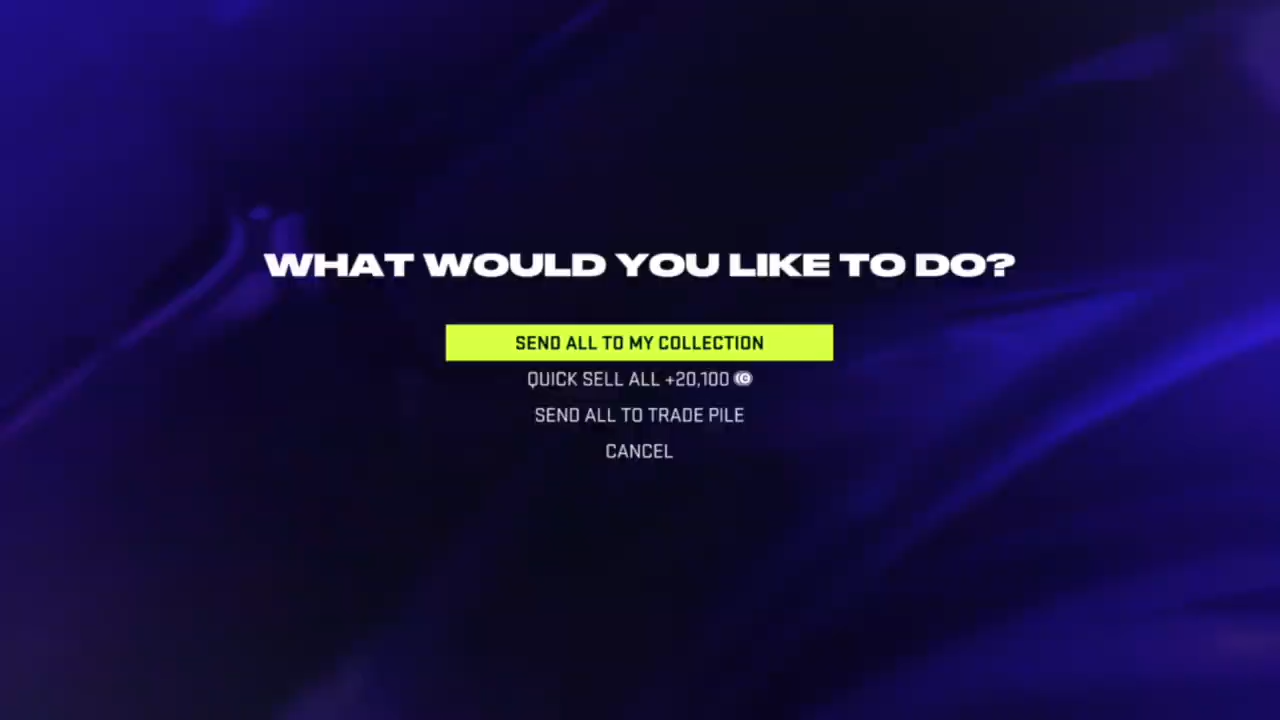 WHAT WOULD YOU LIKE TO DO?
SEND ALL TO MY COLLECTION
QUICK SELL ALL +20,100
SEND ALL TO TRADE PILE
CANCEL